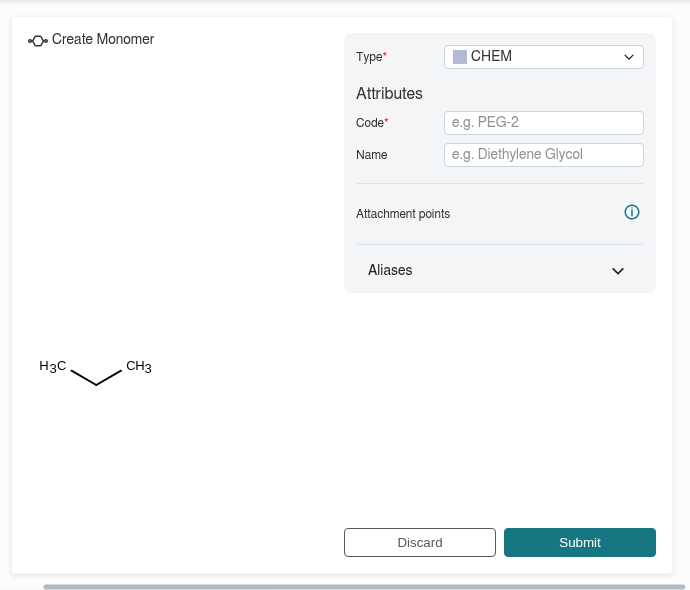 Create Monomer
Type*
CHEM
Attributes
Code*
e.g. PEG-2
Name
e.g. Diethylene Glycol
Attachment points
Aliases
H3C
CH3
Discard
Submit